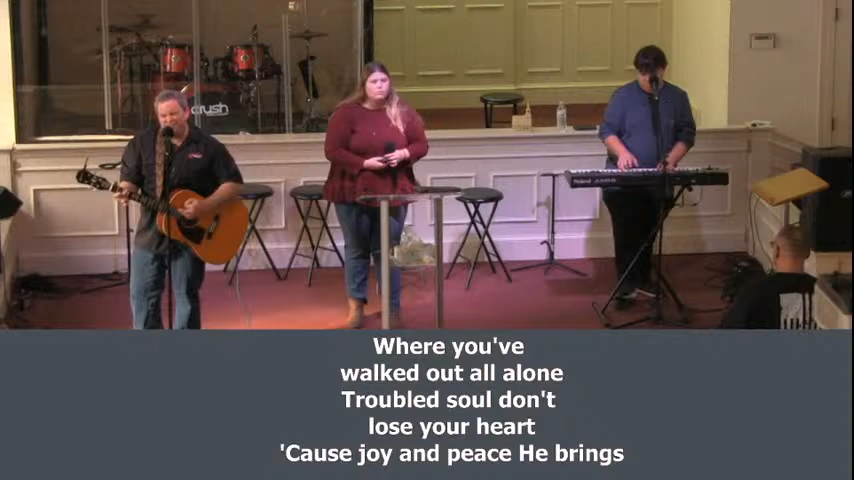 crush
Roland
Where you've
walked out all alone
Troubled soul don't
lose your heart
'Cause joy and peace He brings